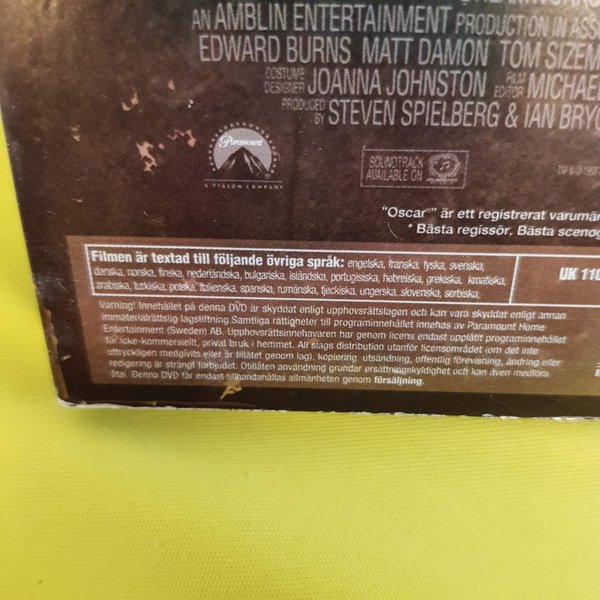 AN AMBLIN ENTERTAINMENT PRODUCTION IN ASSO
EDWARD BURNS MATT DAMON TOM SIZEM
COSTUME DESIGNER JOANNA JOHNSTON FILM EDITOR MICHAE
PRODUCED BY STEVEN SPIELBERG & IAN BRYC
Paramount
A VIACOM COMPANY
SOUNDTRACK
AVAILABLE ON
"Oscar" är ett registrerat varumär
* Bästa regissör. Bästa scenog
Filmen är textad till följande övriga språk: engelska, franska, tyska, svenska,
danska, norska, finska, nederländska, bulgariska, isländska, portugisiska, hebreiska, grekiska, kroatiska,
arabiska, turkiska, polska, italienska, spanska, rumänska, tjeckiska, ungerska, slovenska, serbiska,
UK 110
Varning! Innehållet på denna DVD är skyddat enligt upphovsrättslagen och kan vara skyddat enligt annan
immaterialrättslig lagstiftning.Samtliga rättigheter till programinnehållet innehas av Paramount Home
Entertainment (Sweden) AB. Upphovsrättsinnehavaren har genom licens endast upplåtit programinnehållet
för icke-kommersiellt, privat bruk i hemmet. All slags distribution utanför licensområdet (om det inte
uttryckligen medgivits eller är tillåtet genom lag), kopiering, utsändning, offentlig förevisning, ändring eller
redigering är strängt förbjudet. Otillåten användning grundar ersättningsskyldighet och kan även medföra
åtal. Denna DVD får endast tillhandahållas allmänheten genom försäljning.